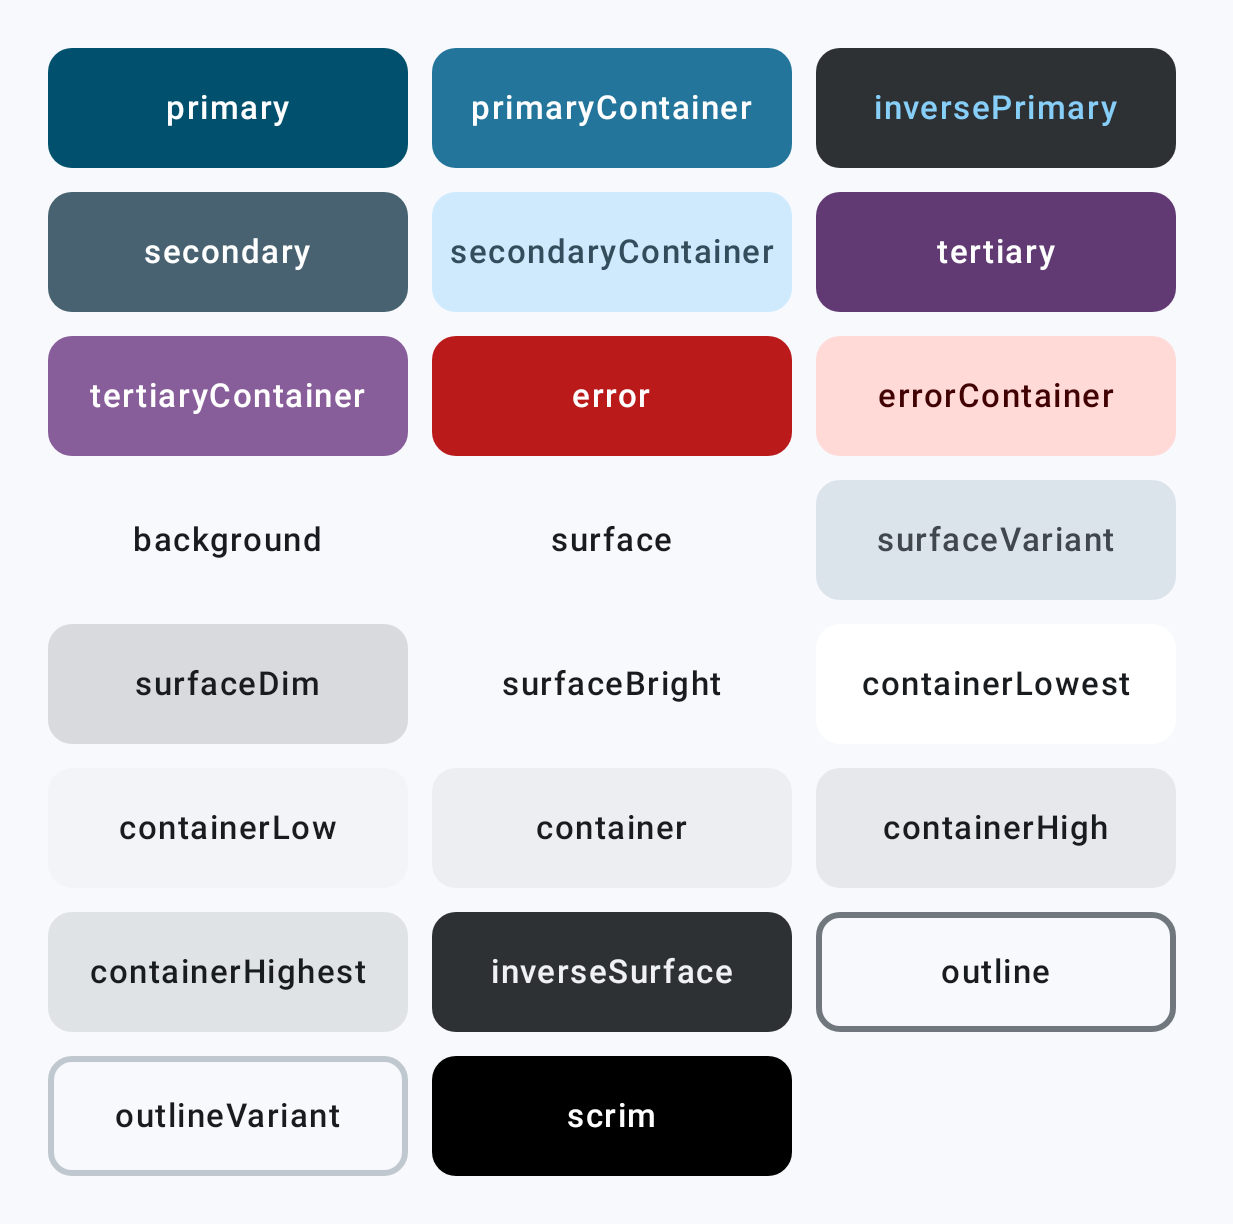 primary
primaryContainer
inversePrimary
secondary
secondaryContainer
tertiary
tertiaryContainer
error
errorContainer
background
surface
surfaceVariant
surfaceDim
surfaceBright
containerLowest
containerLow
container
containerHigh
containerHighest
inverseSurface
outline
outlineVariant
scrim